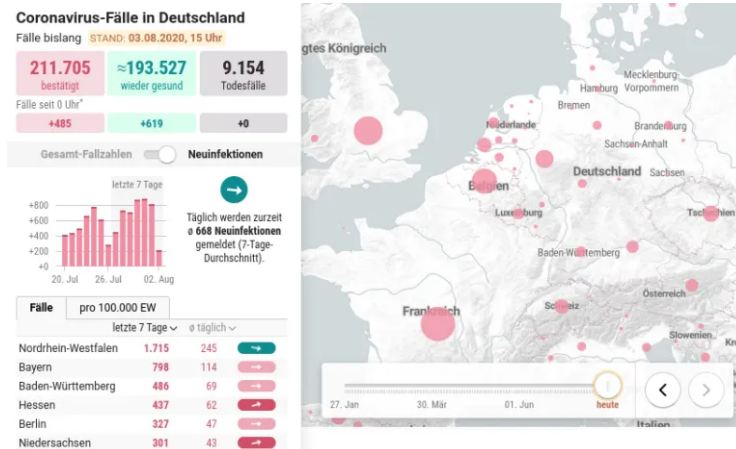 Coronavirus-Fälle in Deutschland
Fälle bislang STAND: 03.08.2020, 15 Uhr
211.705 ≈193.527 9.154
bestätigt wieder gesund Todesfälle
Fälle seit 0 Uhr*
+485 +619 +0
Gesamt-Fallzahlen Neuinfektionen
letzte 7 Tage
+800
+600
+400
+200
+0
20. Jul 26. Jul 02. Aug
Täglich werden zurzeit
ø 668 Neuinfektionen
gemeldet (7-Tage-
Durchschnitt).
Fälle pro 100.000 EW
letzte 7 Tage ø täglich
Nordrhein-Westfalen 1.715 245
Bayern 798 114
Baden-Württemberg 486 69
Hessen 437 62
Berlin 327 47
Niedersachsen 301 43
gtes Königreich
Mecklenburg-
Vorpommern
Hamburg
Bremen
Niederlande
Brandenburg
Sachsen-Anhalt
Deutschland
Sachsen
Belgien
Luxemburg
Tschechien
Baden-Württemberg
Österreich
Frankreich
Schweiz
Slowenien
Kr
27. Jan 30. Mär 01. Jun heute
Italien